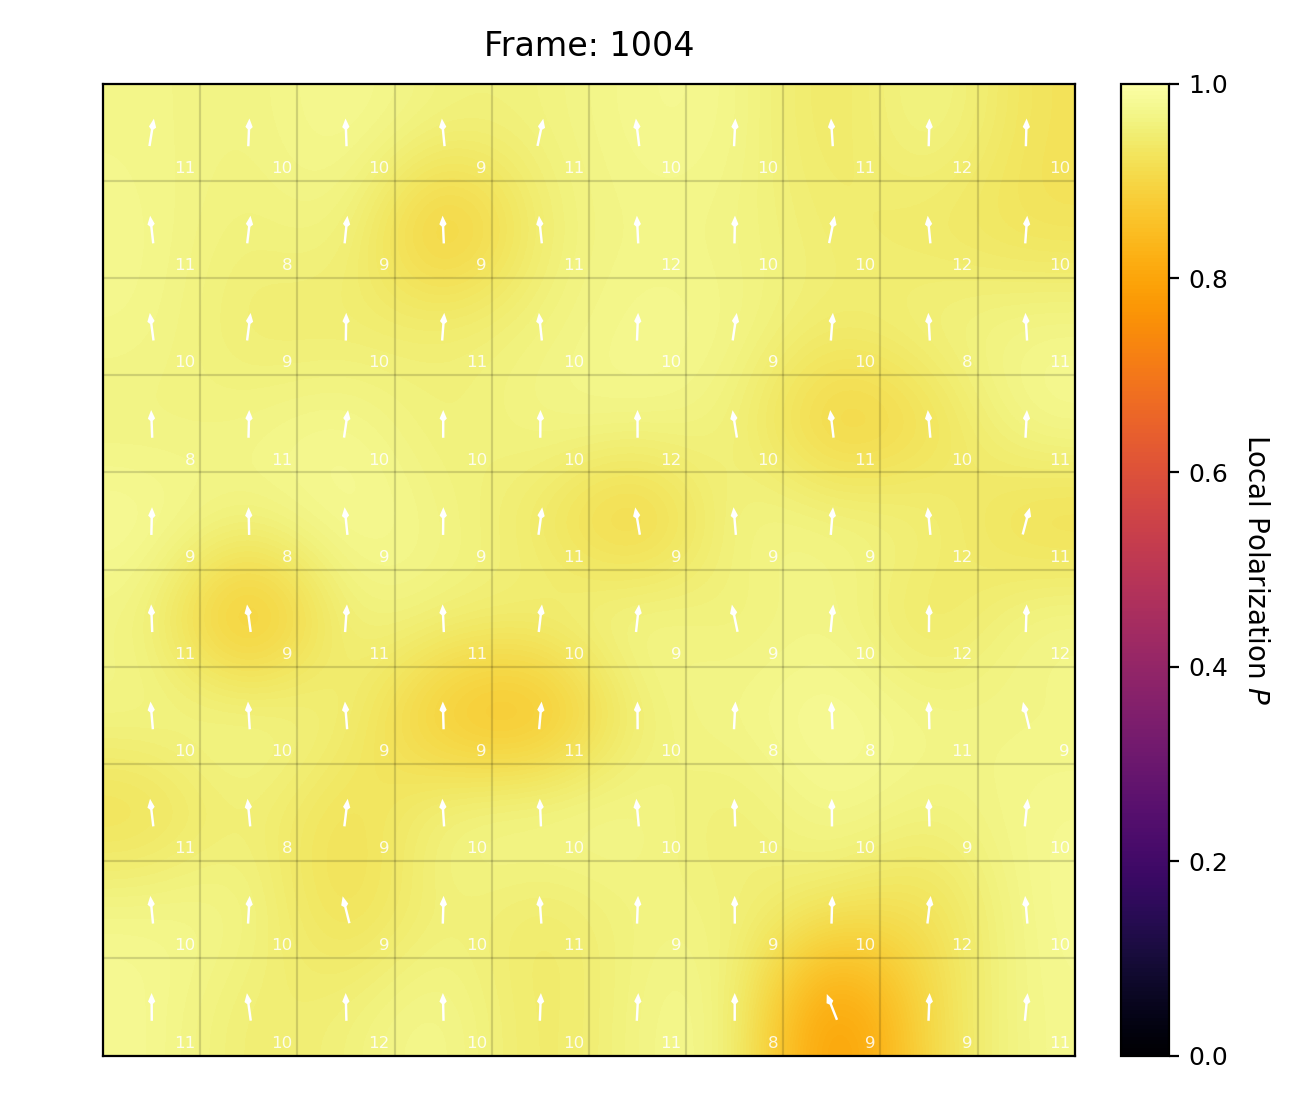 Frame: 1004
11 10 10 9 11 10 10 11 12 10
11 8 9 9 11 12 10 10 12 10
10 9 10 11 10 10 9 10 8 11
8 11 10 10 10 12 10 11 10 11
9 8 9 9 11 9 9 9 12 11
11 9 11 11 10 9 9 10 12 12
10 10 9 9 11 10 8 8 11 9
11 8 9 10 10 10 10 10 9 10
10 10 9 10 11 9 9 10 12 10
11 10 12 10 10 11 8 9 9 11
1.0
0.8
0.6
0.4
0.2
0.0
Local Polarization P